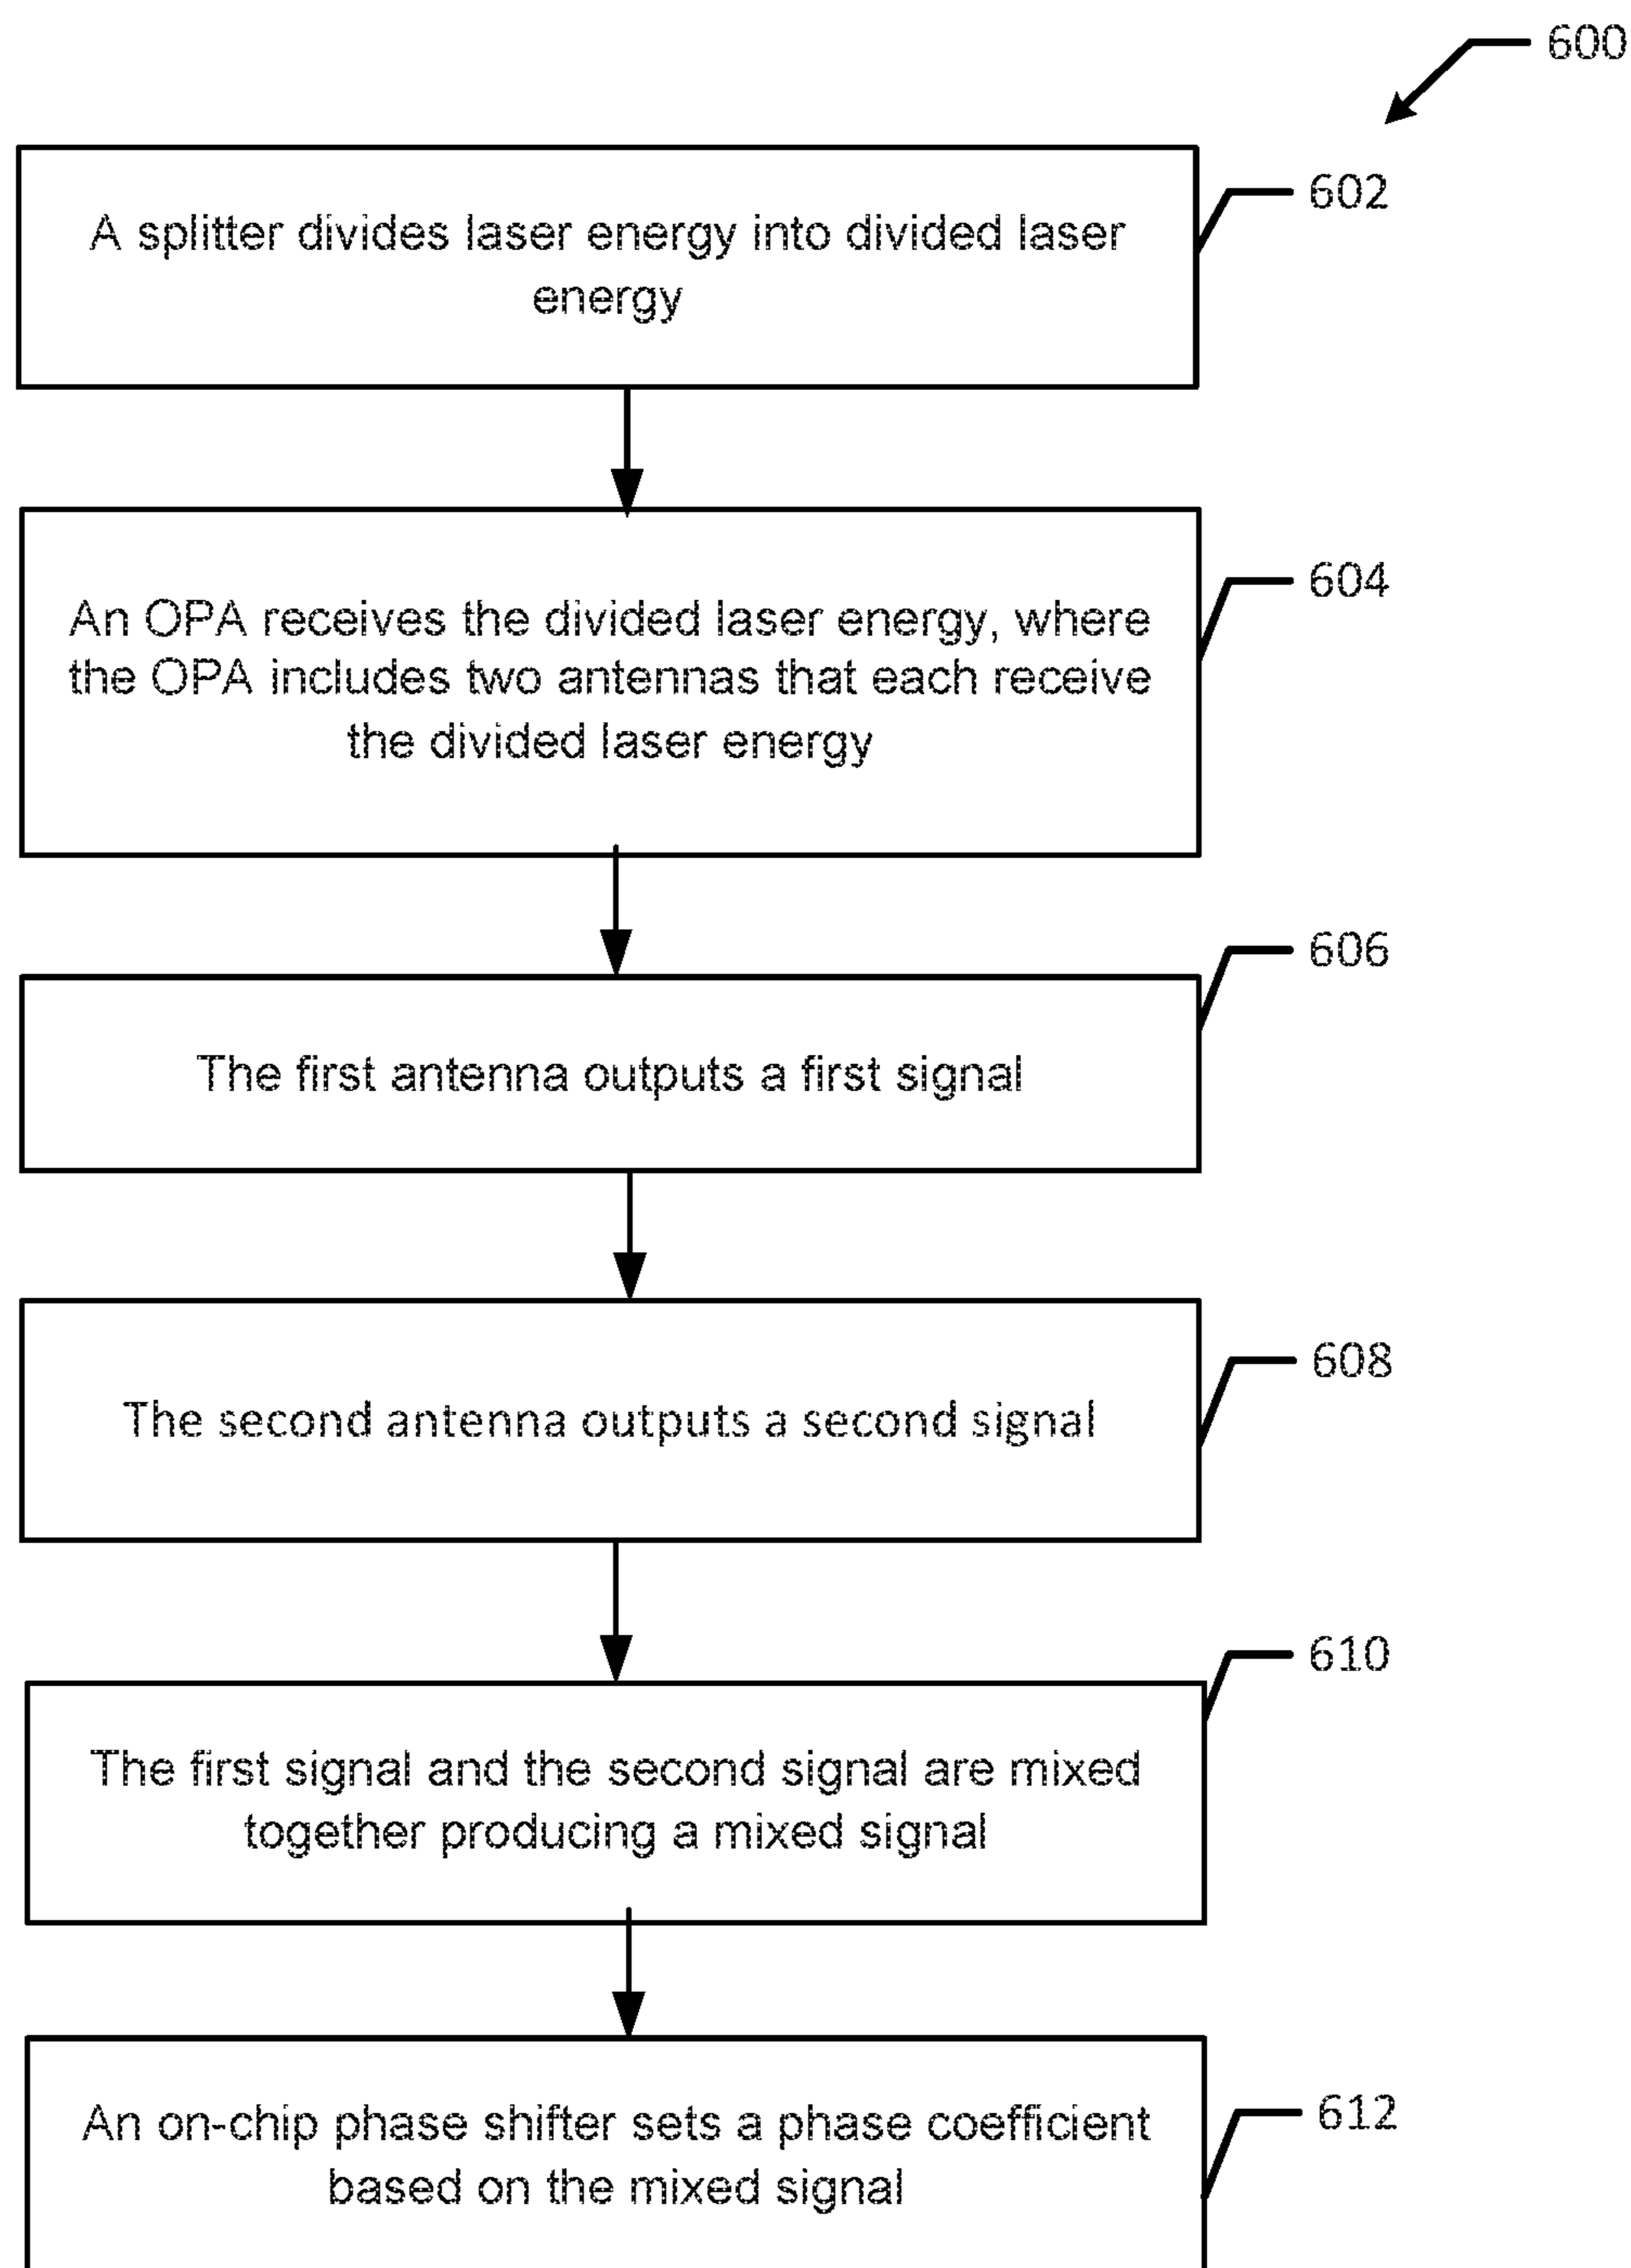 600
A splitter divides laser energy into divided laser
energy
602
An OPA receives the divided laser energy, where
the OPA includes two antennas that each receive
the divided laser energy
604
The first antenna outputs a first signal
606
The second antenna outputs a second signal
608
The first signal and the second signal are mixed
together producing a mixed signal
610
An on-chip phase shifter sets a phase coefficient
based on the mixed signal
612